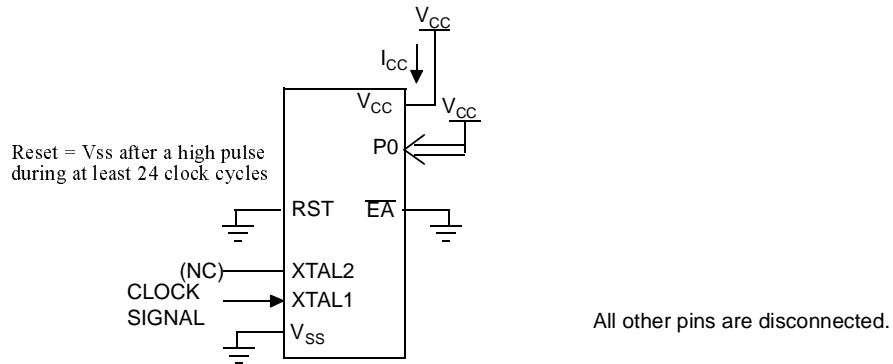 VCC
ICC
VCC
VCC
P0
Reset = Vss after a high pulse
during at least 24 clock cycles
RST
EA
(NC)
XTAL2
CLOCK
SIGNAL
XTAL1
VSS
All other pins are disconnected.